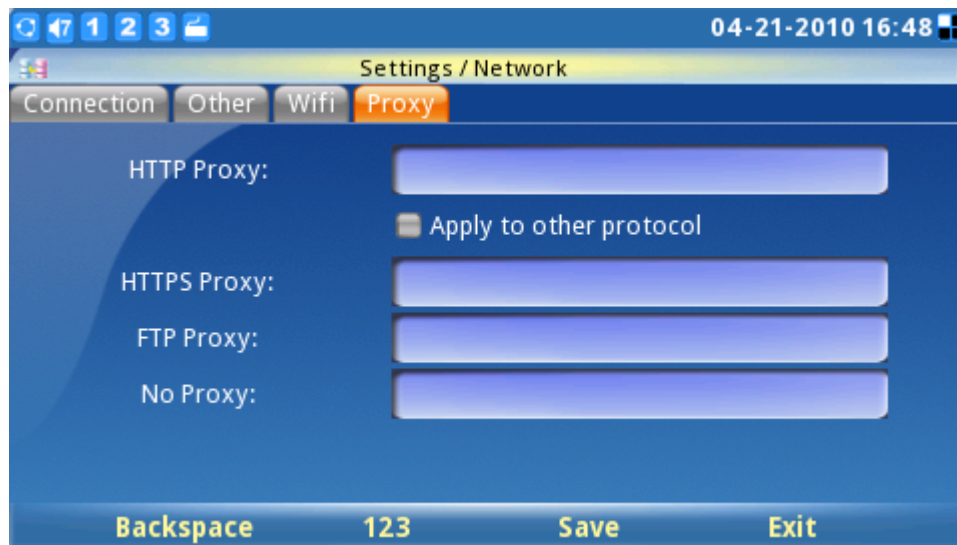 7 1 2 3 04-21-2010 16:48
Settings / Network
Connection Other Wifi Proxy
HTTP Proxy:
Apply to other protocol
HTTPS Proxy:
FTP Proxy:
No Proxy:
Backspace 123 Save Exit